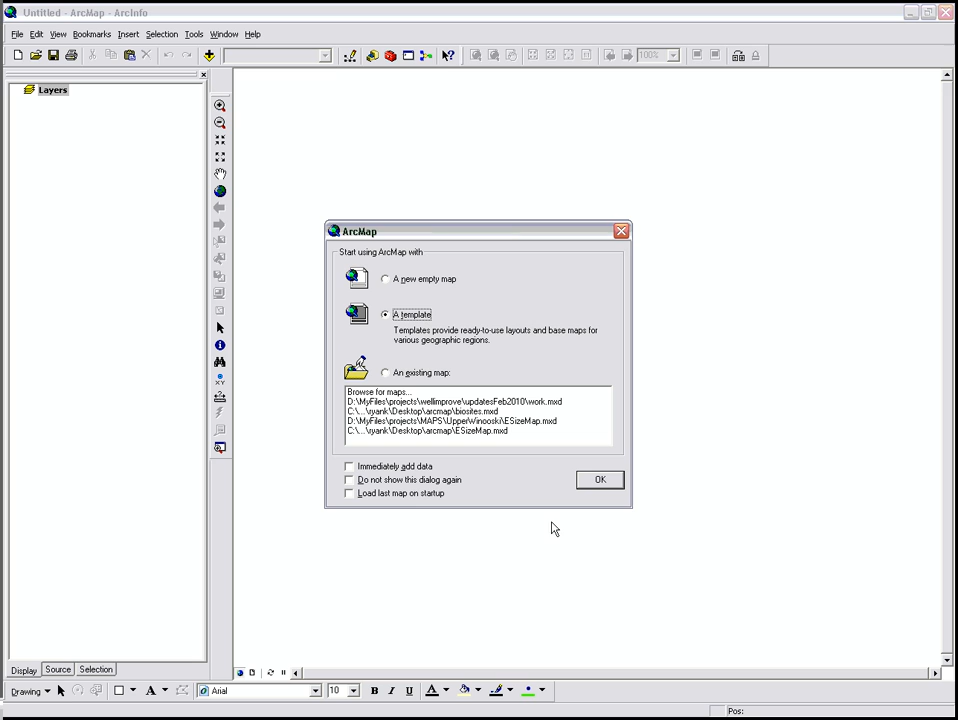 Untitled - ArcMap - ArcInfo
File Edit View Bookmarks Insert Selection Tools Window Help
100%
Layers
ArcMap
Start using ArcMap with
A new empty map
A template
Templates provide ready-to-use layouts and base maps for
various geographic regions.
An existing map:
Browse for maps...
D:\MyFiles\projects\wellimprove\updatesFeb2010\work.mxd
C:\...\ryank\Desktop\arcmap\biosites.mxd
D:\MyFiles\projects\MAPS\UpperWinooski\ESizeMap.mxd
C:\...\ryank\Desktop\arcmap\ESizeMap.mxd
Immediately add data
Do not show this dialog again
Load last map on startup
OK
XY
Display Source Selection
Drawing A Arial 10 B I U A
Pos: